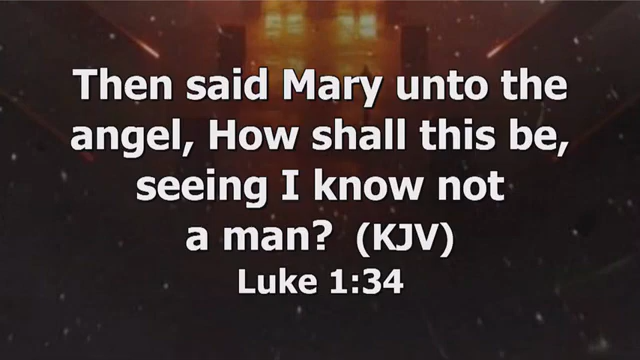 Then said Mary unto the
angel, How shall this be,
seeing I know not
a man? (KJV)
Luke 1:34